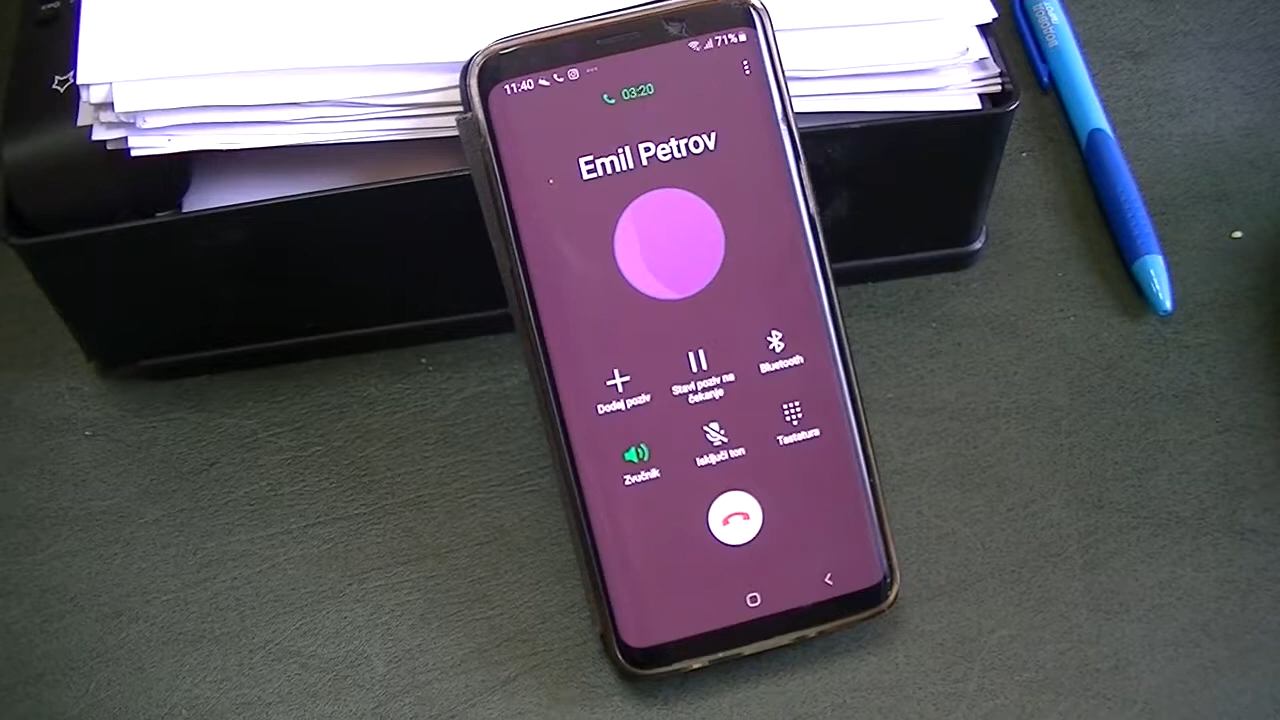 11:40
71%
03:20
Emil Petrov
Dodaj poziv
Stavi poziv na
čekanje
Bluetooth
Zvučnik
Isključi ton
Tastatura